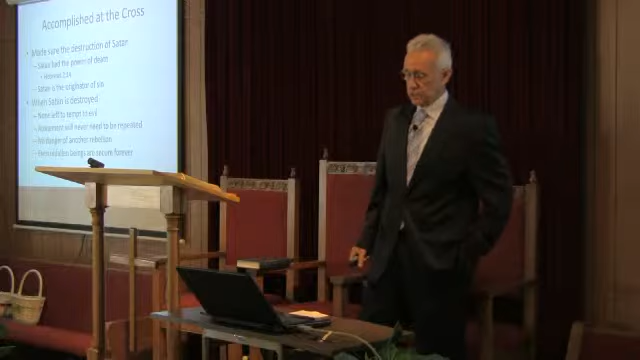 Accomplished at the Cross
• Made sure the destruction of Satan
– Satan had the power of death
• Hebrews 2:14
– Satan is the originator of sin
• When Satan is destroyed
– None left to tempt to evil
– Atonement will never need to be repeated
– No danger of another rebellion
– beings are secure forever